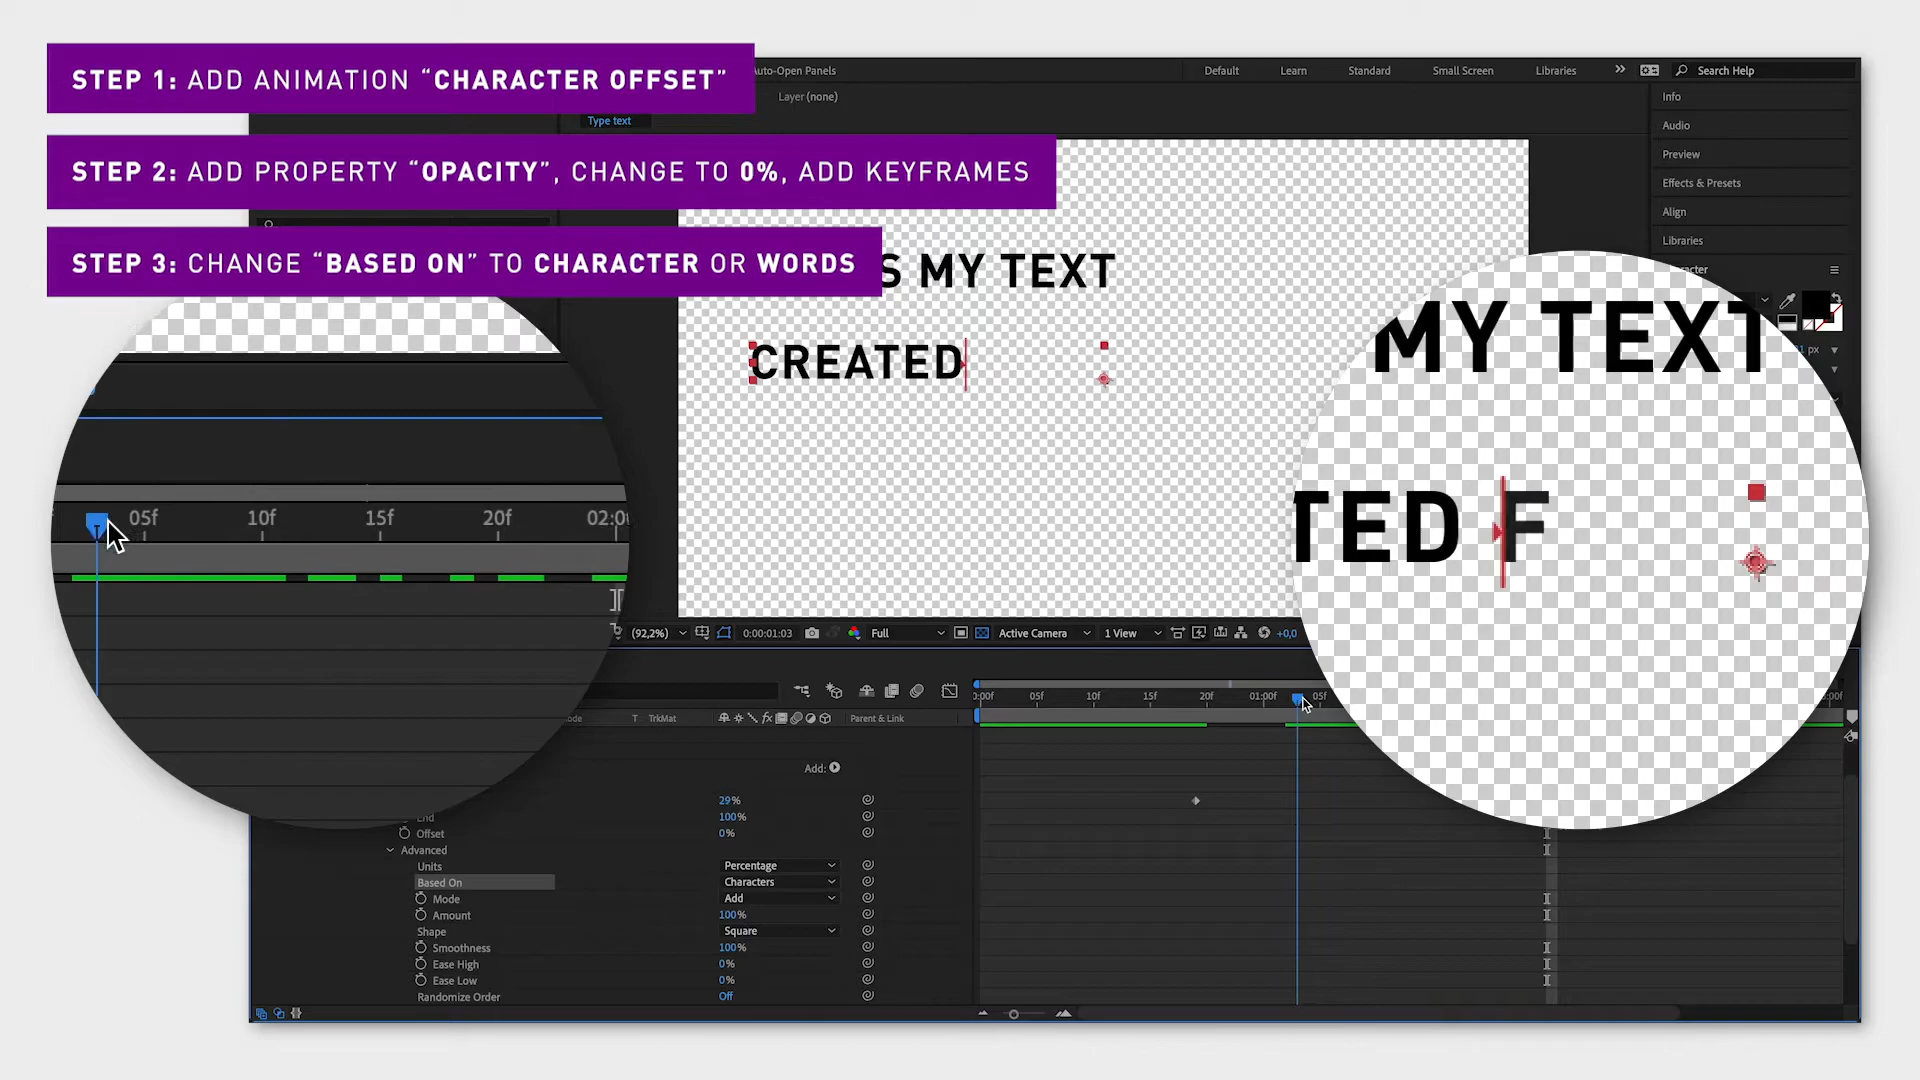 STEP 1: ADD ANIMATION “CHARACTER OFFSET”
STEP 2: ADD PROPERTY “OPACITY”, CHANGE TO 0%, ADD KEYFRAMES
STEP 3: CHANGE “BASED ON” TO CHARACTER OR WORDS
Auto-Open Panels
Default
Learn
Standard
Small Screen
Libraries
Search Help
Layer (none)
Type text
Info
Audio
Preview
Effects & Presets
Align
Libraries
S MY TEXT
CREATED
MY TEXT
TED F
px
05f 10f 15f 20f 02:0
(92,2%)
0:00:01:03
Full
Active Camera
1 View
+0,0
T TrkMat
Parent & Link
0:00f 05f 10f 15f 20f 01:00f 05f
Add:
29%
End 100%
Offset 0%
Advanced
Units Percentage
Based On Characters
Mode Add
Amount 100%
Shape Square
Smoothness 100%
Ease High 0%
Ease Low 0%
Randomize Order Off